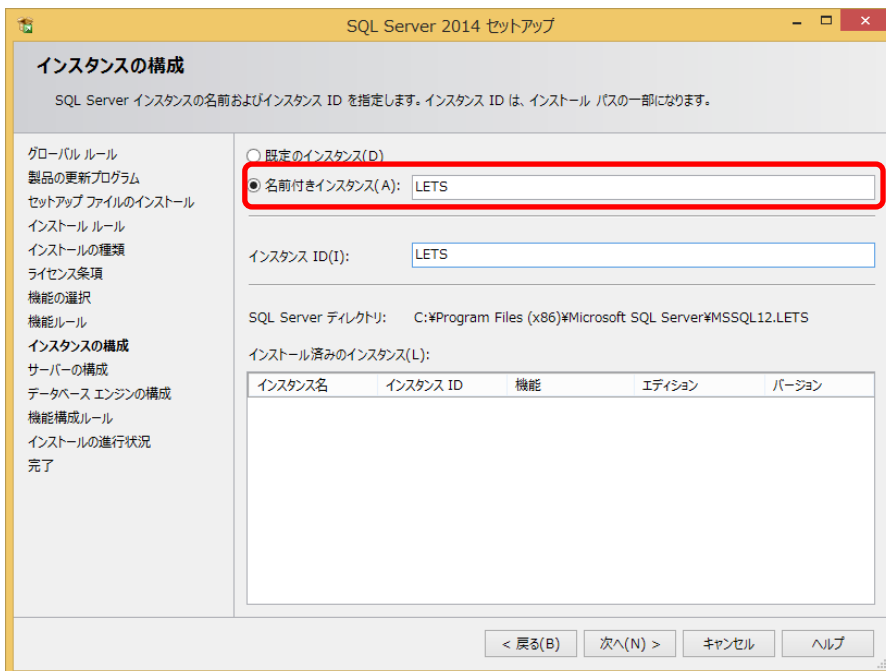 SQL Server 2014 セットアップ
インスタンスの構成
SQL Server インスタンスの名前およびインスタンス ID を指定します。インスタンス ID は、インストール パスの一部になります。
グローバル ルール
製品の更新プログラム
セットアップ ファイルのインストール
インストール ルール
インストールの種類
ライセンス条項
機能の選択
機能ルール
インスタンスの構成
サーバーの構成
データベース エンジンの構成
機能構成ルール
インストールの進行状況
完了
既定のインスタンス(D)
名前付きインスタンス(A): LETS
インスタンス ID(I): LETS
SQL Server ディレクトリ: C:¥Program Files (x86)¥Microsoft SQL Server¥MSSQL12.LETS
インストール済みのインスタンス(L):
インスタンス名 インスタンス ID 機能 エディション バージョン
< 戻る(B) 次へ(N) > キャンセル ヘルプ